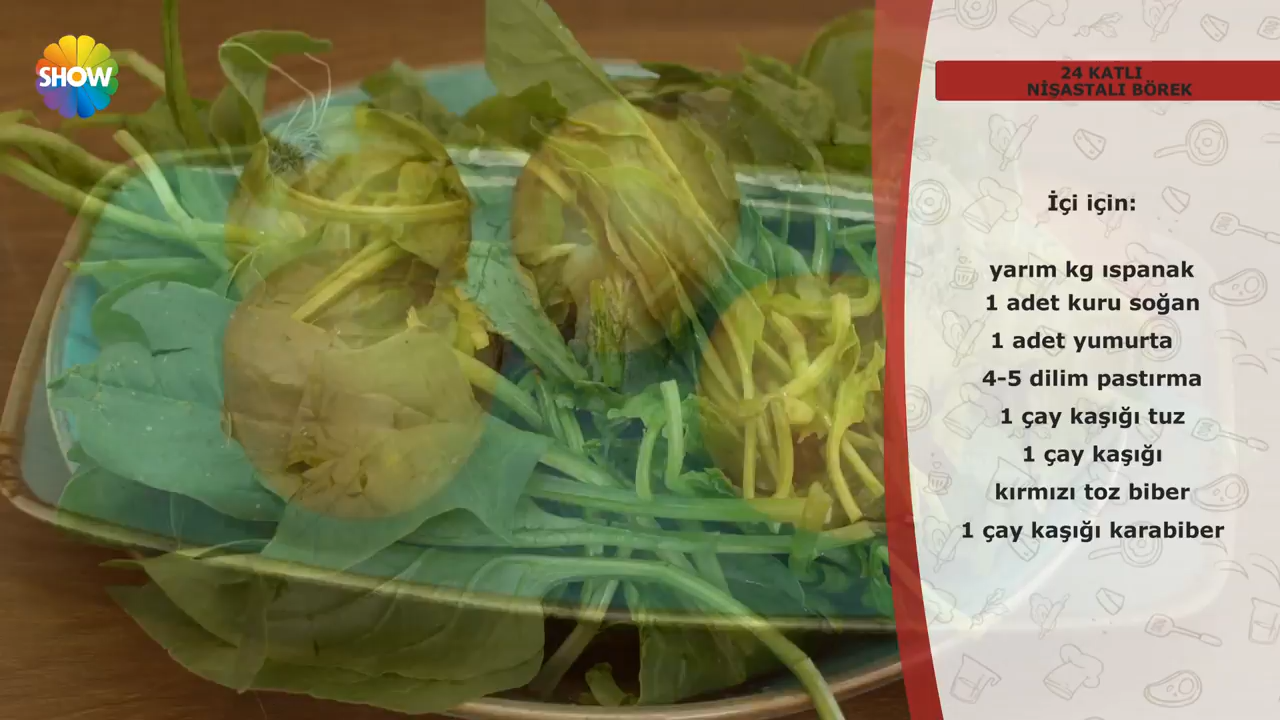 SHOW
24 KATLI
NİŞASTALI BÖREK
İçi için:
yarım kg ıspanak
1 adet kuru soğan
1 adet yumurta
4-5 dilim pastırma
1 çay kaşığı tuz
1 çay kaşığı
kırmızı toz biber
1 çay kaşığı karabiber